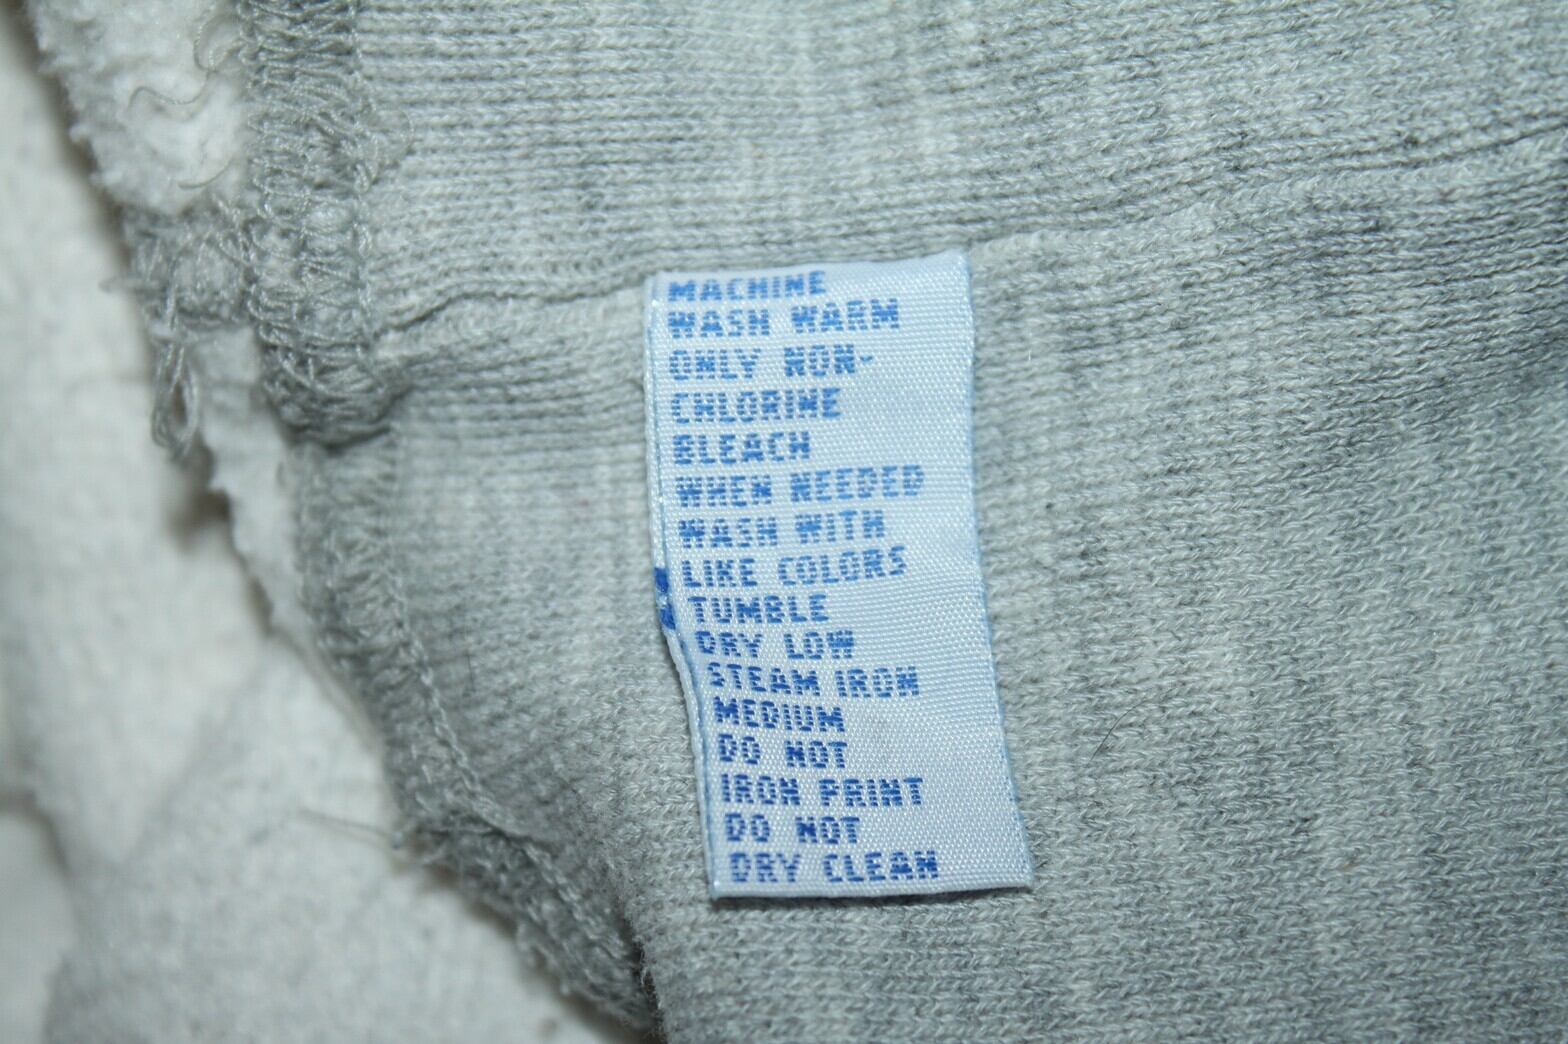 MACHINE
WASH WARM
ONLY NON-
CHLORINE
BLEACH
WHEN NEEDED
WASH WITH
LIKE COLORS
TUMBLE
DRY LOW
STEAM IRON
MEDIUM
DO NOT
IRON PRINT
DO NOT
DRY CLEAN